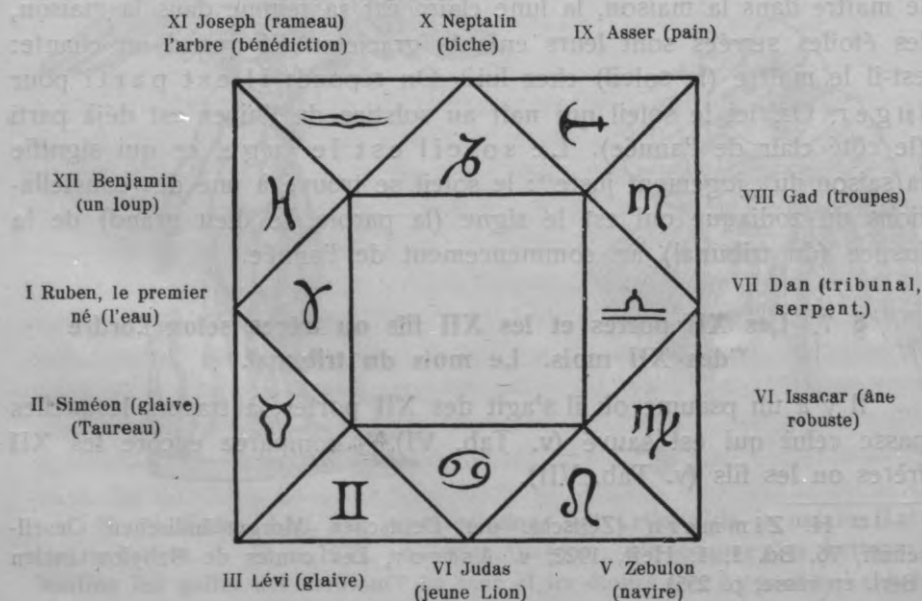 XI Joseph (rameau)
l'arbre (bénédiction)
X Neptalin
(biche)
IX Asser (pain)
XII Benjamin
(un loup)
VIII Gad (troupes)
I Ruben, le premier
né (l'eau)
VII Dan (tribunal,
serpent.)
II Siméon (glaive)
(Taureau)
VI Issacar (âne
robuste)
III Lévi (glaive)
VI Judas
(jeune Lion)
V Zebulon
(navire)